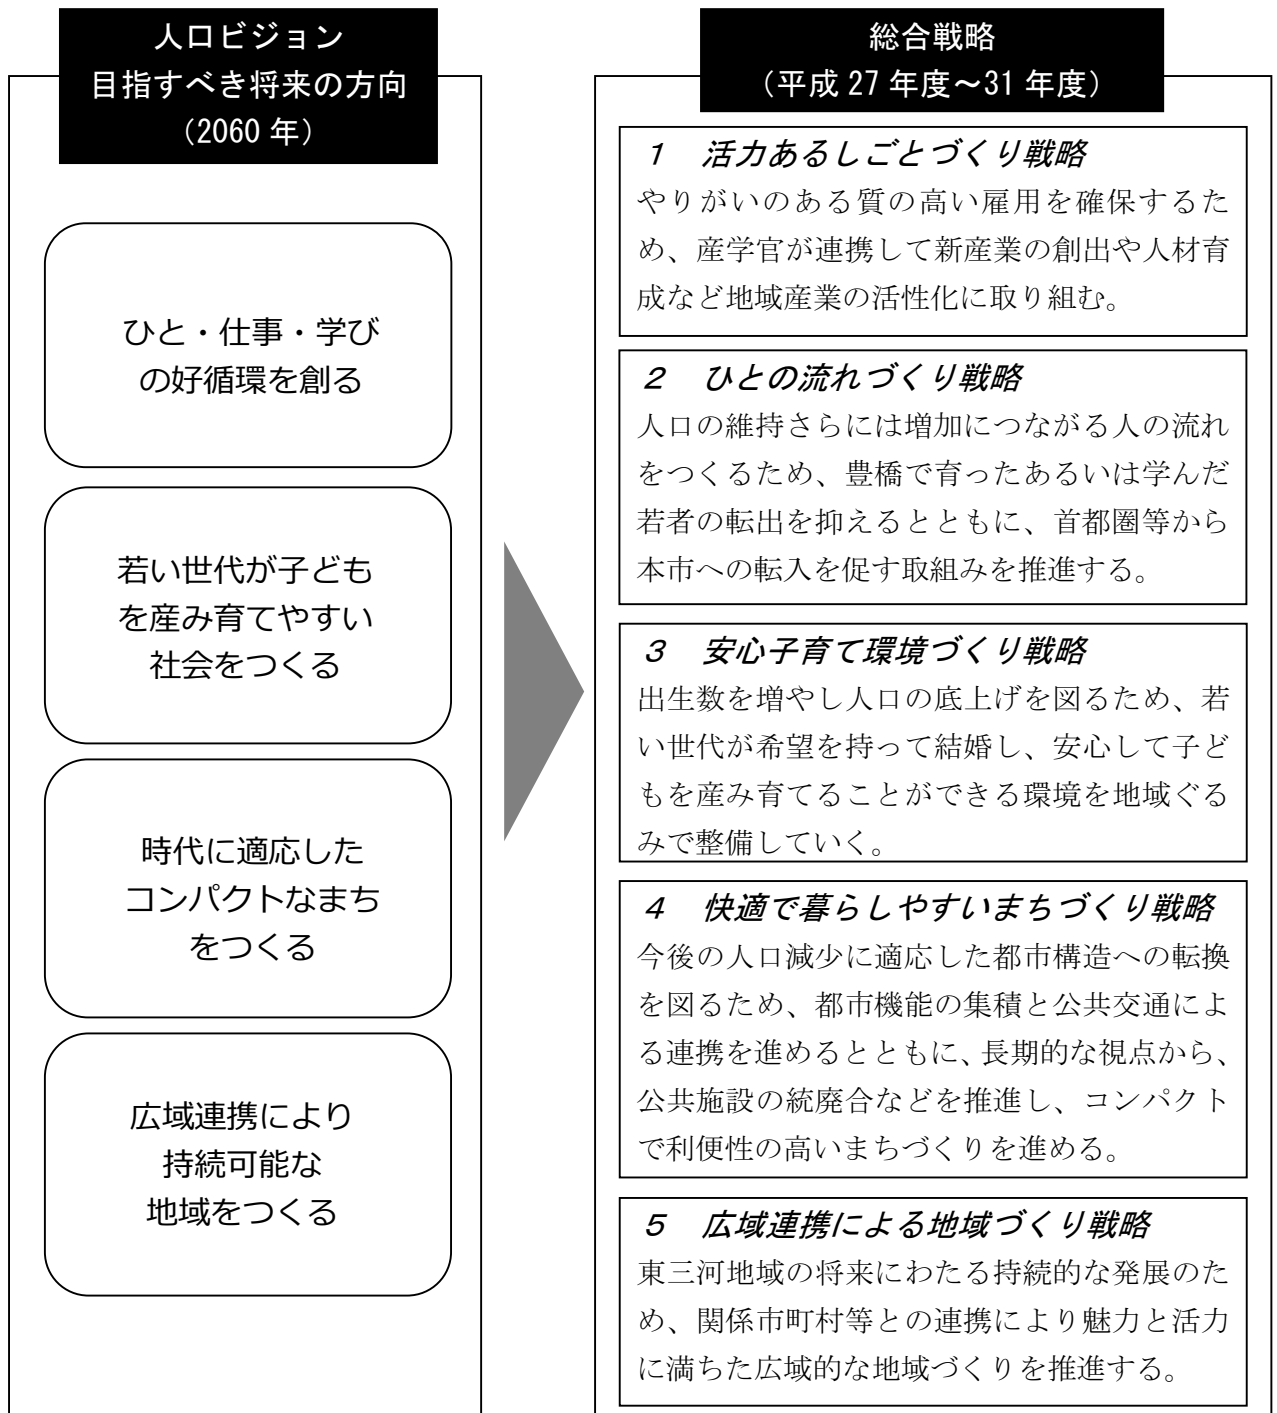 人口ビジョン
目指すべき将来の方向
（2060 年）
ひと・仕事・学び
の好循環を創る
若い世代が子ども
を産み育てやすい
社会をつくる
時代に適応した
コンパクトなまち
をつくる
広域連携により
持続可能な
地域をつくる
総合戦略
（平成 27 年度～31 年度）
１　活力あるしごとづくり戦略
やりがいのある質の高い雇用を確保するた
め、産学官が連携して新産業の創出や人材育
成など地域産業の活性化に取り組む。
２　ひとの流れづくり戦略
人口の維持さらには増加につながる人の流れ
をつくるため、豊橋で育ったあるいは学んだ
若者の転出を抑えるとともに、首都圏等から
本市への転入を促す取組みを推進する。
３　安心子育て環境づくり戦略
出生数を増やし人口の底上げを図るため、若
い世代が希望を持って結婚し、安心して子ど
もを産み育てることができる環境を地域ぐる
みで整備していく。
４　快適で暮らしやすいまちづくり戦略
今後の人口減少に適応した都市構造への転換
を図るため、都市機能の集積と公共交通によ
る連携を進めるとともに、長期的な視点から、
公共施設の統廃合などを推進し、コンパクト
で利便性の高いまちづくりを進める。
５　広域連携による地域づくり戦略
東三河地域の将来にわたる持続的な発展のた
め、関係市町村等との連携により魅力と活力
に満ちた広域的な地域づくりを推進する。